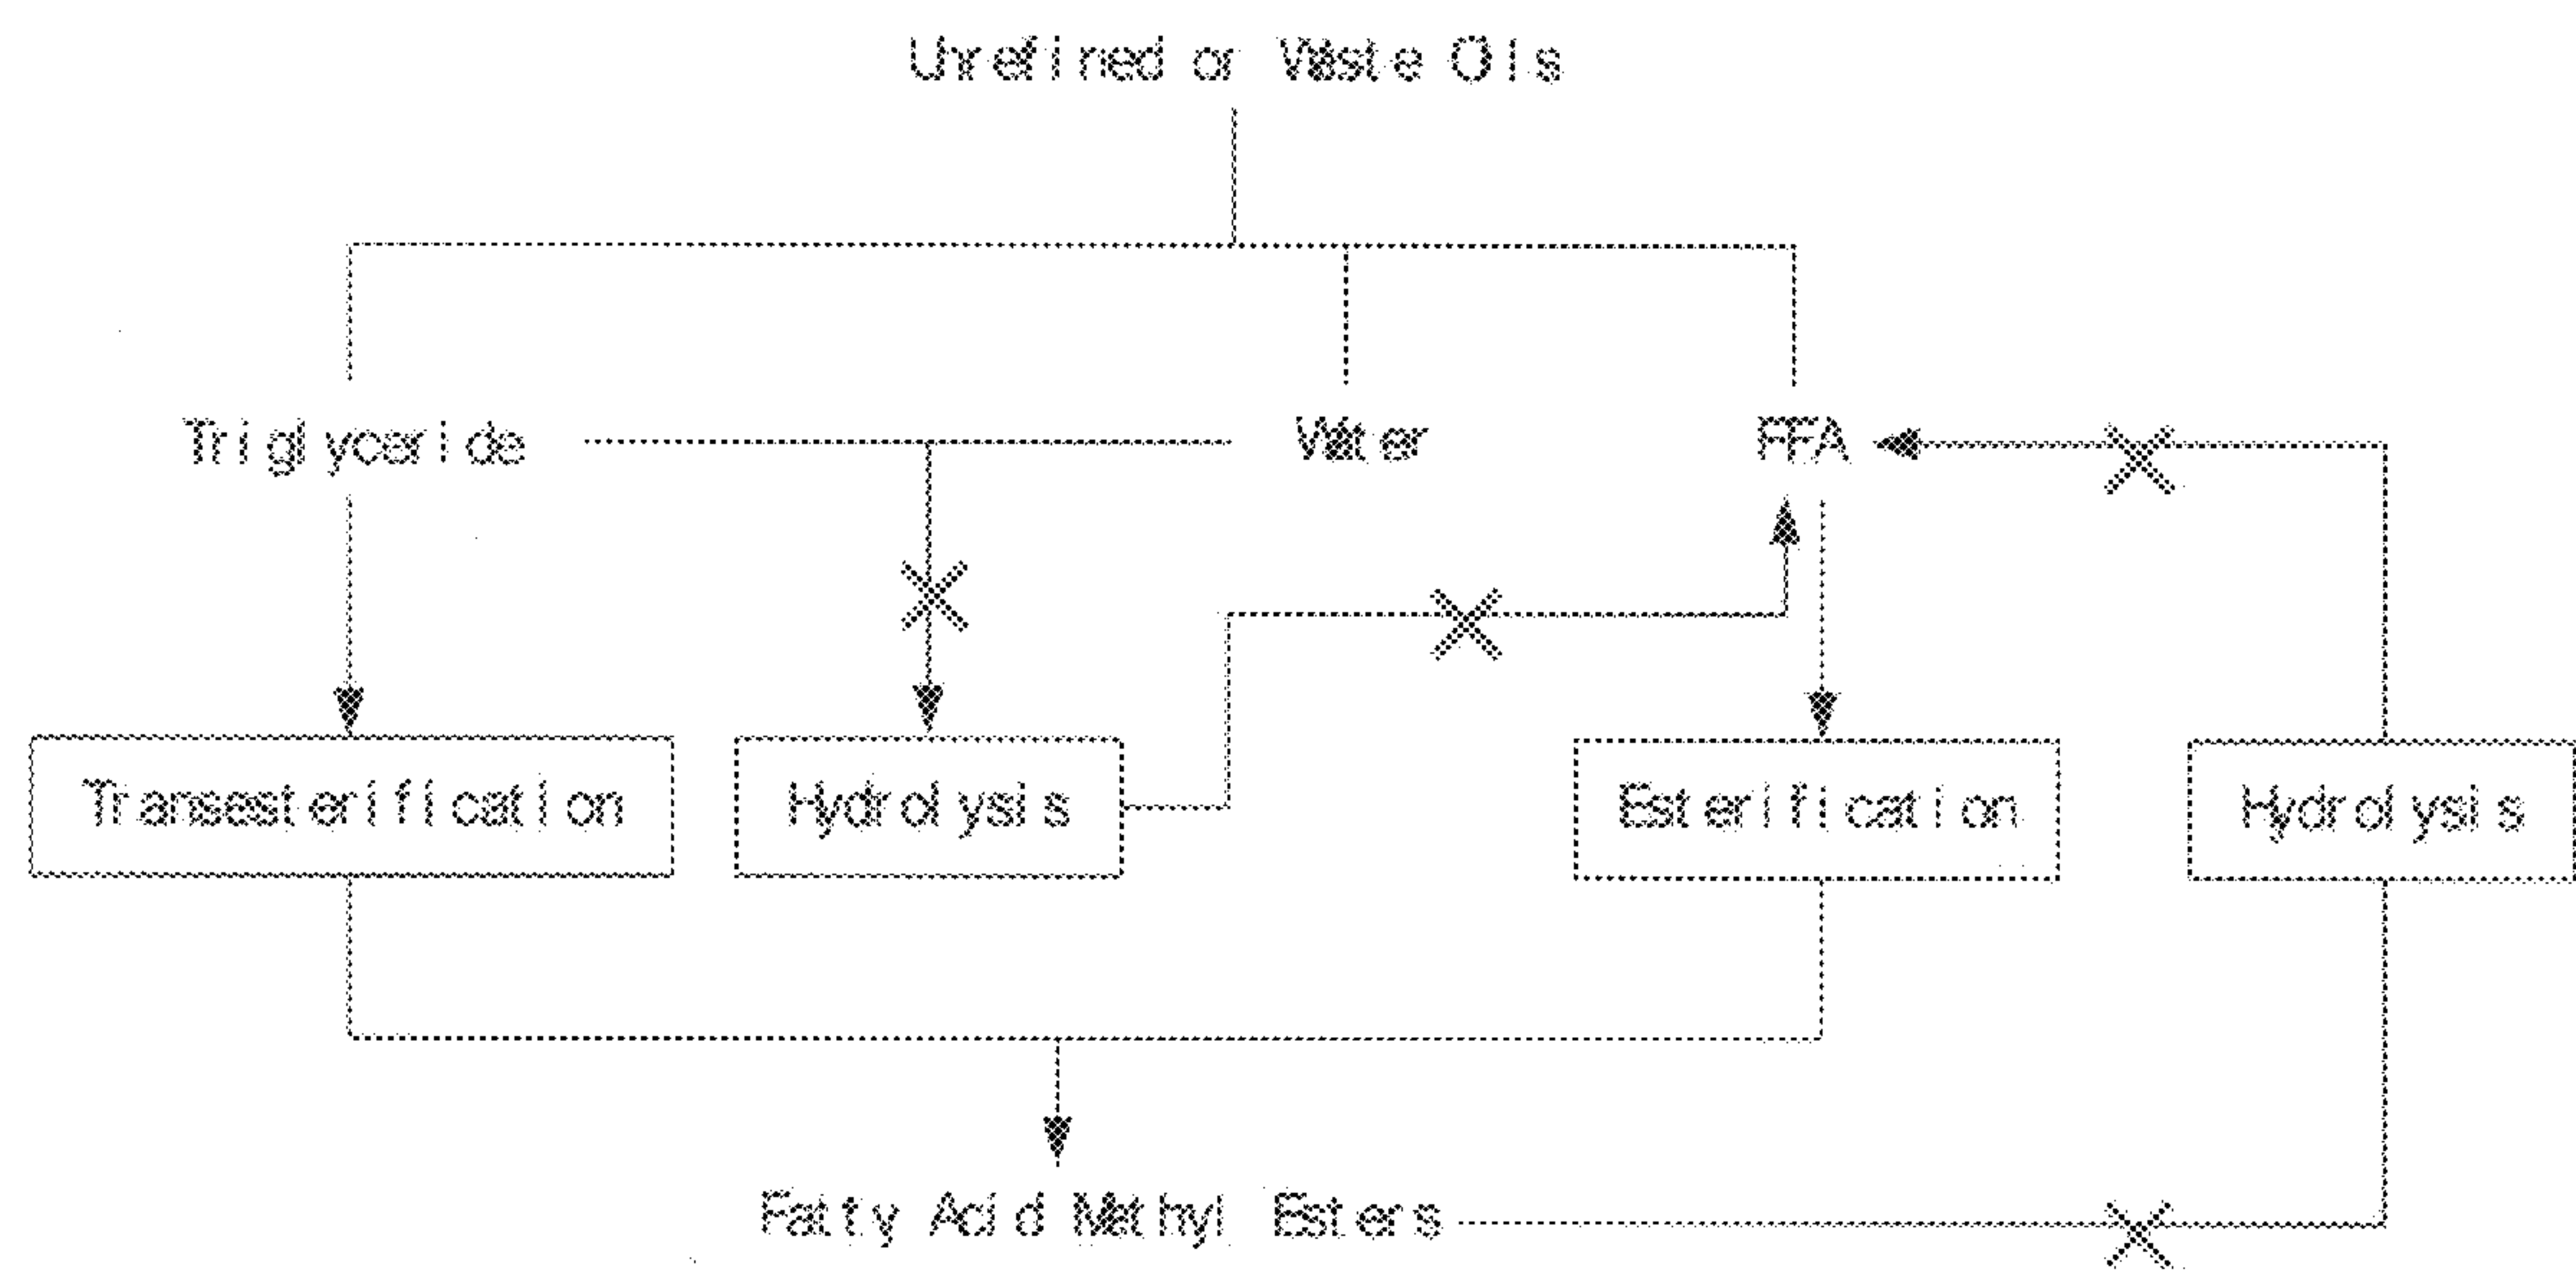 Unrefined or Waste Oils
Triglyceride Water FFA
Transesterification Hydrolysis Esterification Hydrolysis
Fatty Acid Methyl Esters